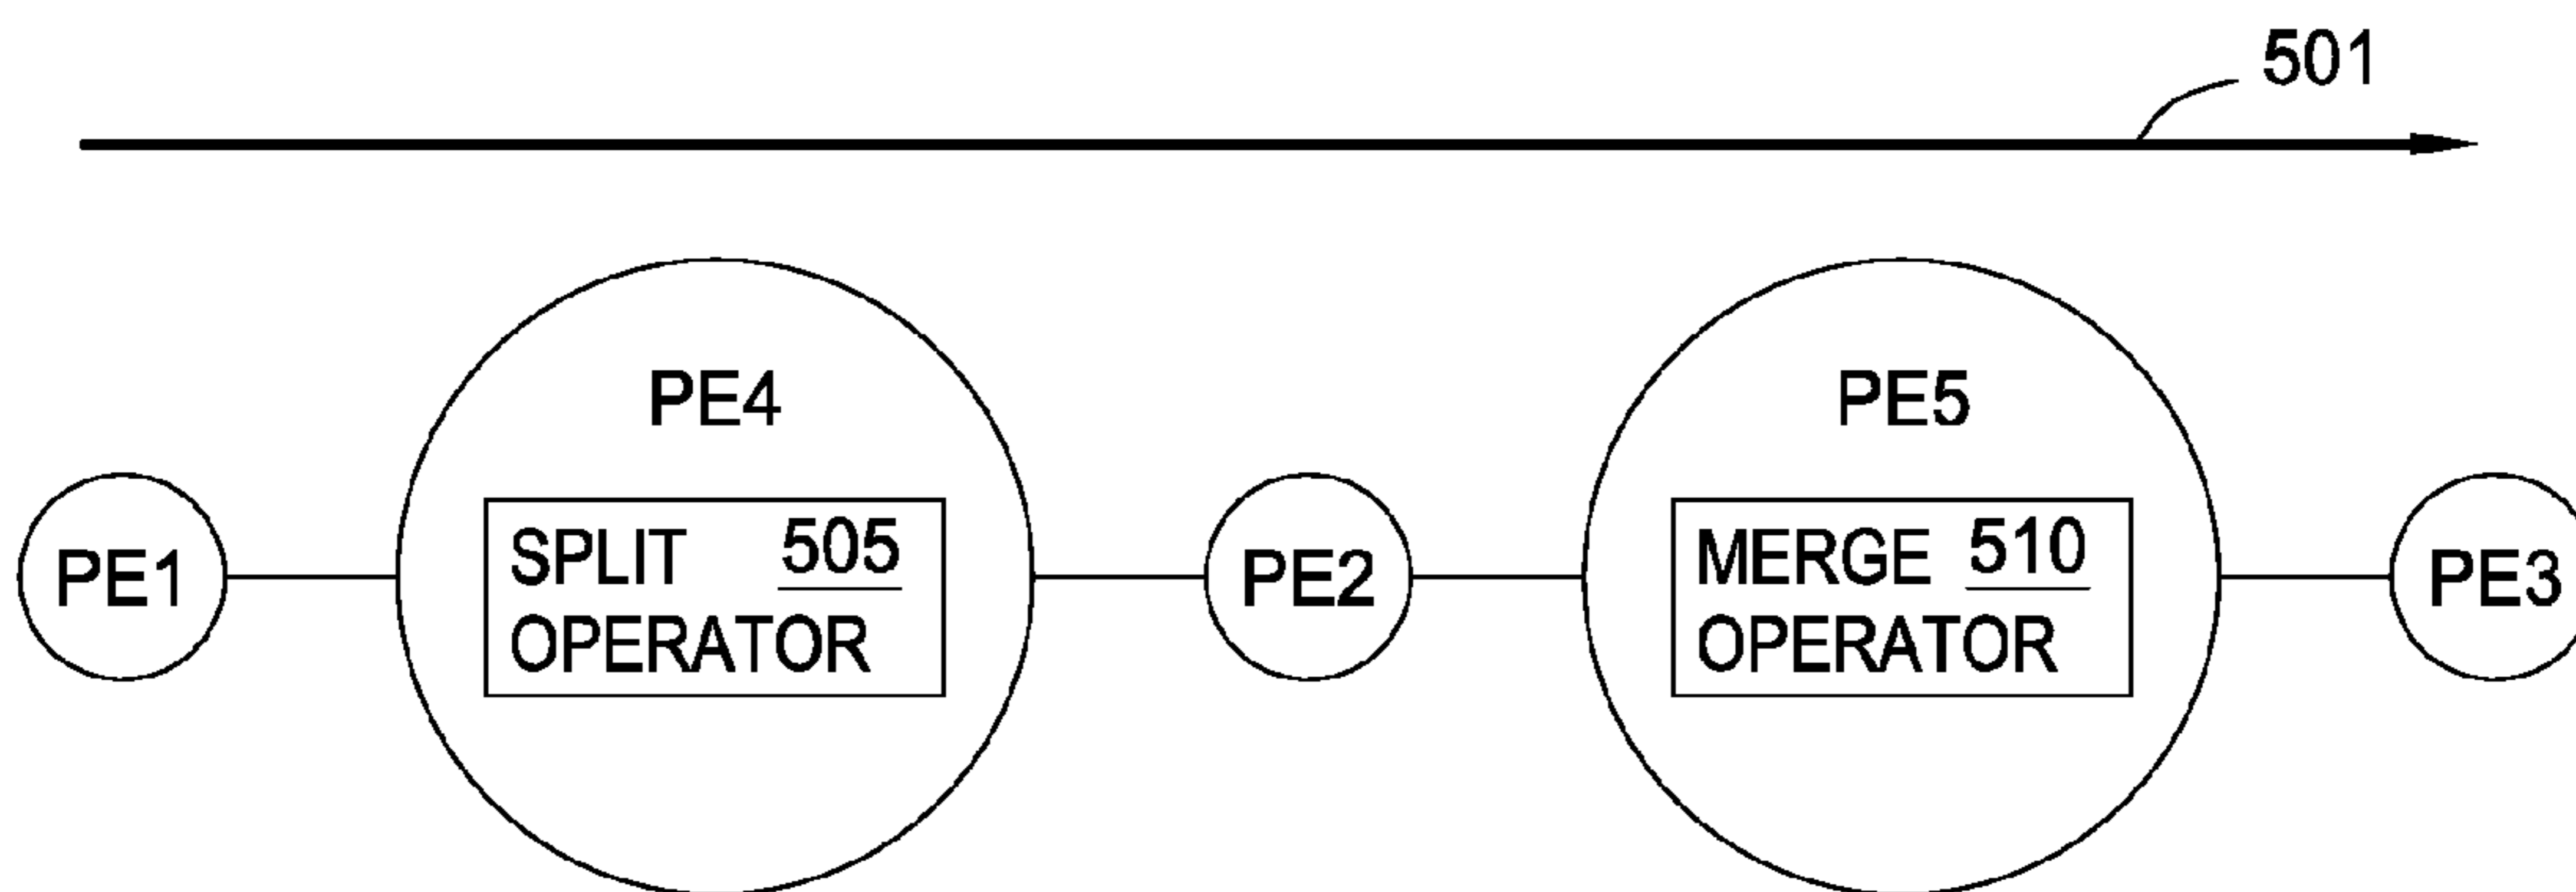 501
PE4
PE5
PE1
SPLIT 505
OPERATOR
PE2
MERGE 510
OPERATOR
PE3